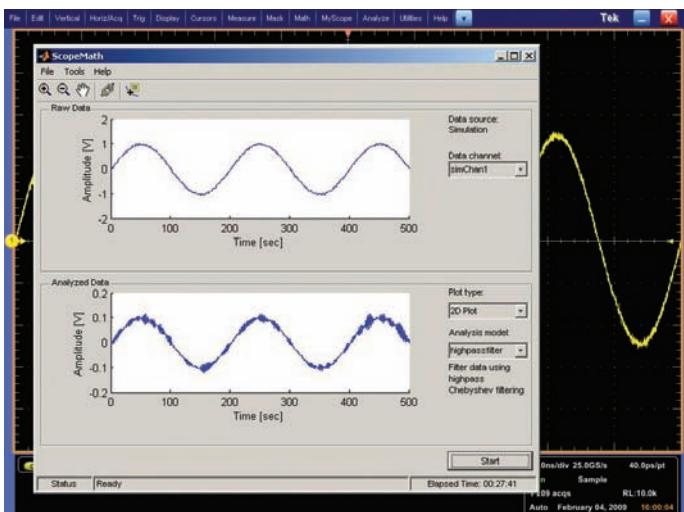 File Edit Vertical Horiz/Acq Trig Display Cursors Measure Mask Math MyScope Analyze Utilities Help Tek
ScopeMath
File Tools Help
Raw Data
Amplitude [V]
2
1
0
-1
-2
0 100 200 300 400 500
Time [sec]
Data source:
Simulation
Data channel:
simChan1
Analyzed Data
Amplitude [V]
0.2
0.1
0
-0.1
-0.2
0 100 200 300 400 500
Time [sec]
Plot type:
2D Plot
Analysis model:
highpassfilter
Filter data using
highpass
Chebyshev filtering
Start
Status Ready Elapsed Time: 00:27:41
0ns/div 25.0GS/s 40.0ps/pt
Sample
acqs RL:10.0k
Auto February 04, 2009 16:00:04